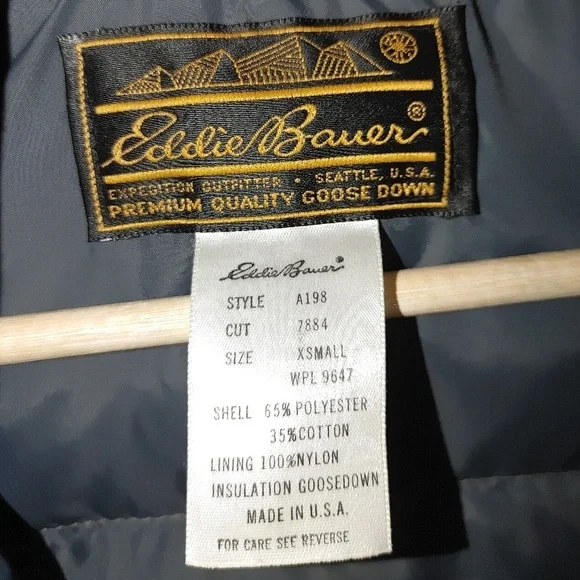 Eddie Bauer®
EXPEDITION OUTFITTER • SEATTLE, U.S.A.
PREMIUM QUALITY GOOSE DOWN
Eddie Bauer®
STYLE A198
CUT 7884
SIZE XSMALL
WPL 9647
SHELL 65% POLYESTER
35% COTTON
LINING 100% NYLON
INSULATION GOOSEDOWN
MADE IN U.S.A.
FOR CARE SEE REVERSE